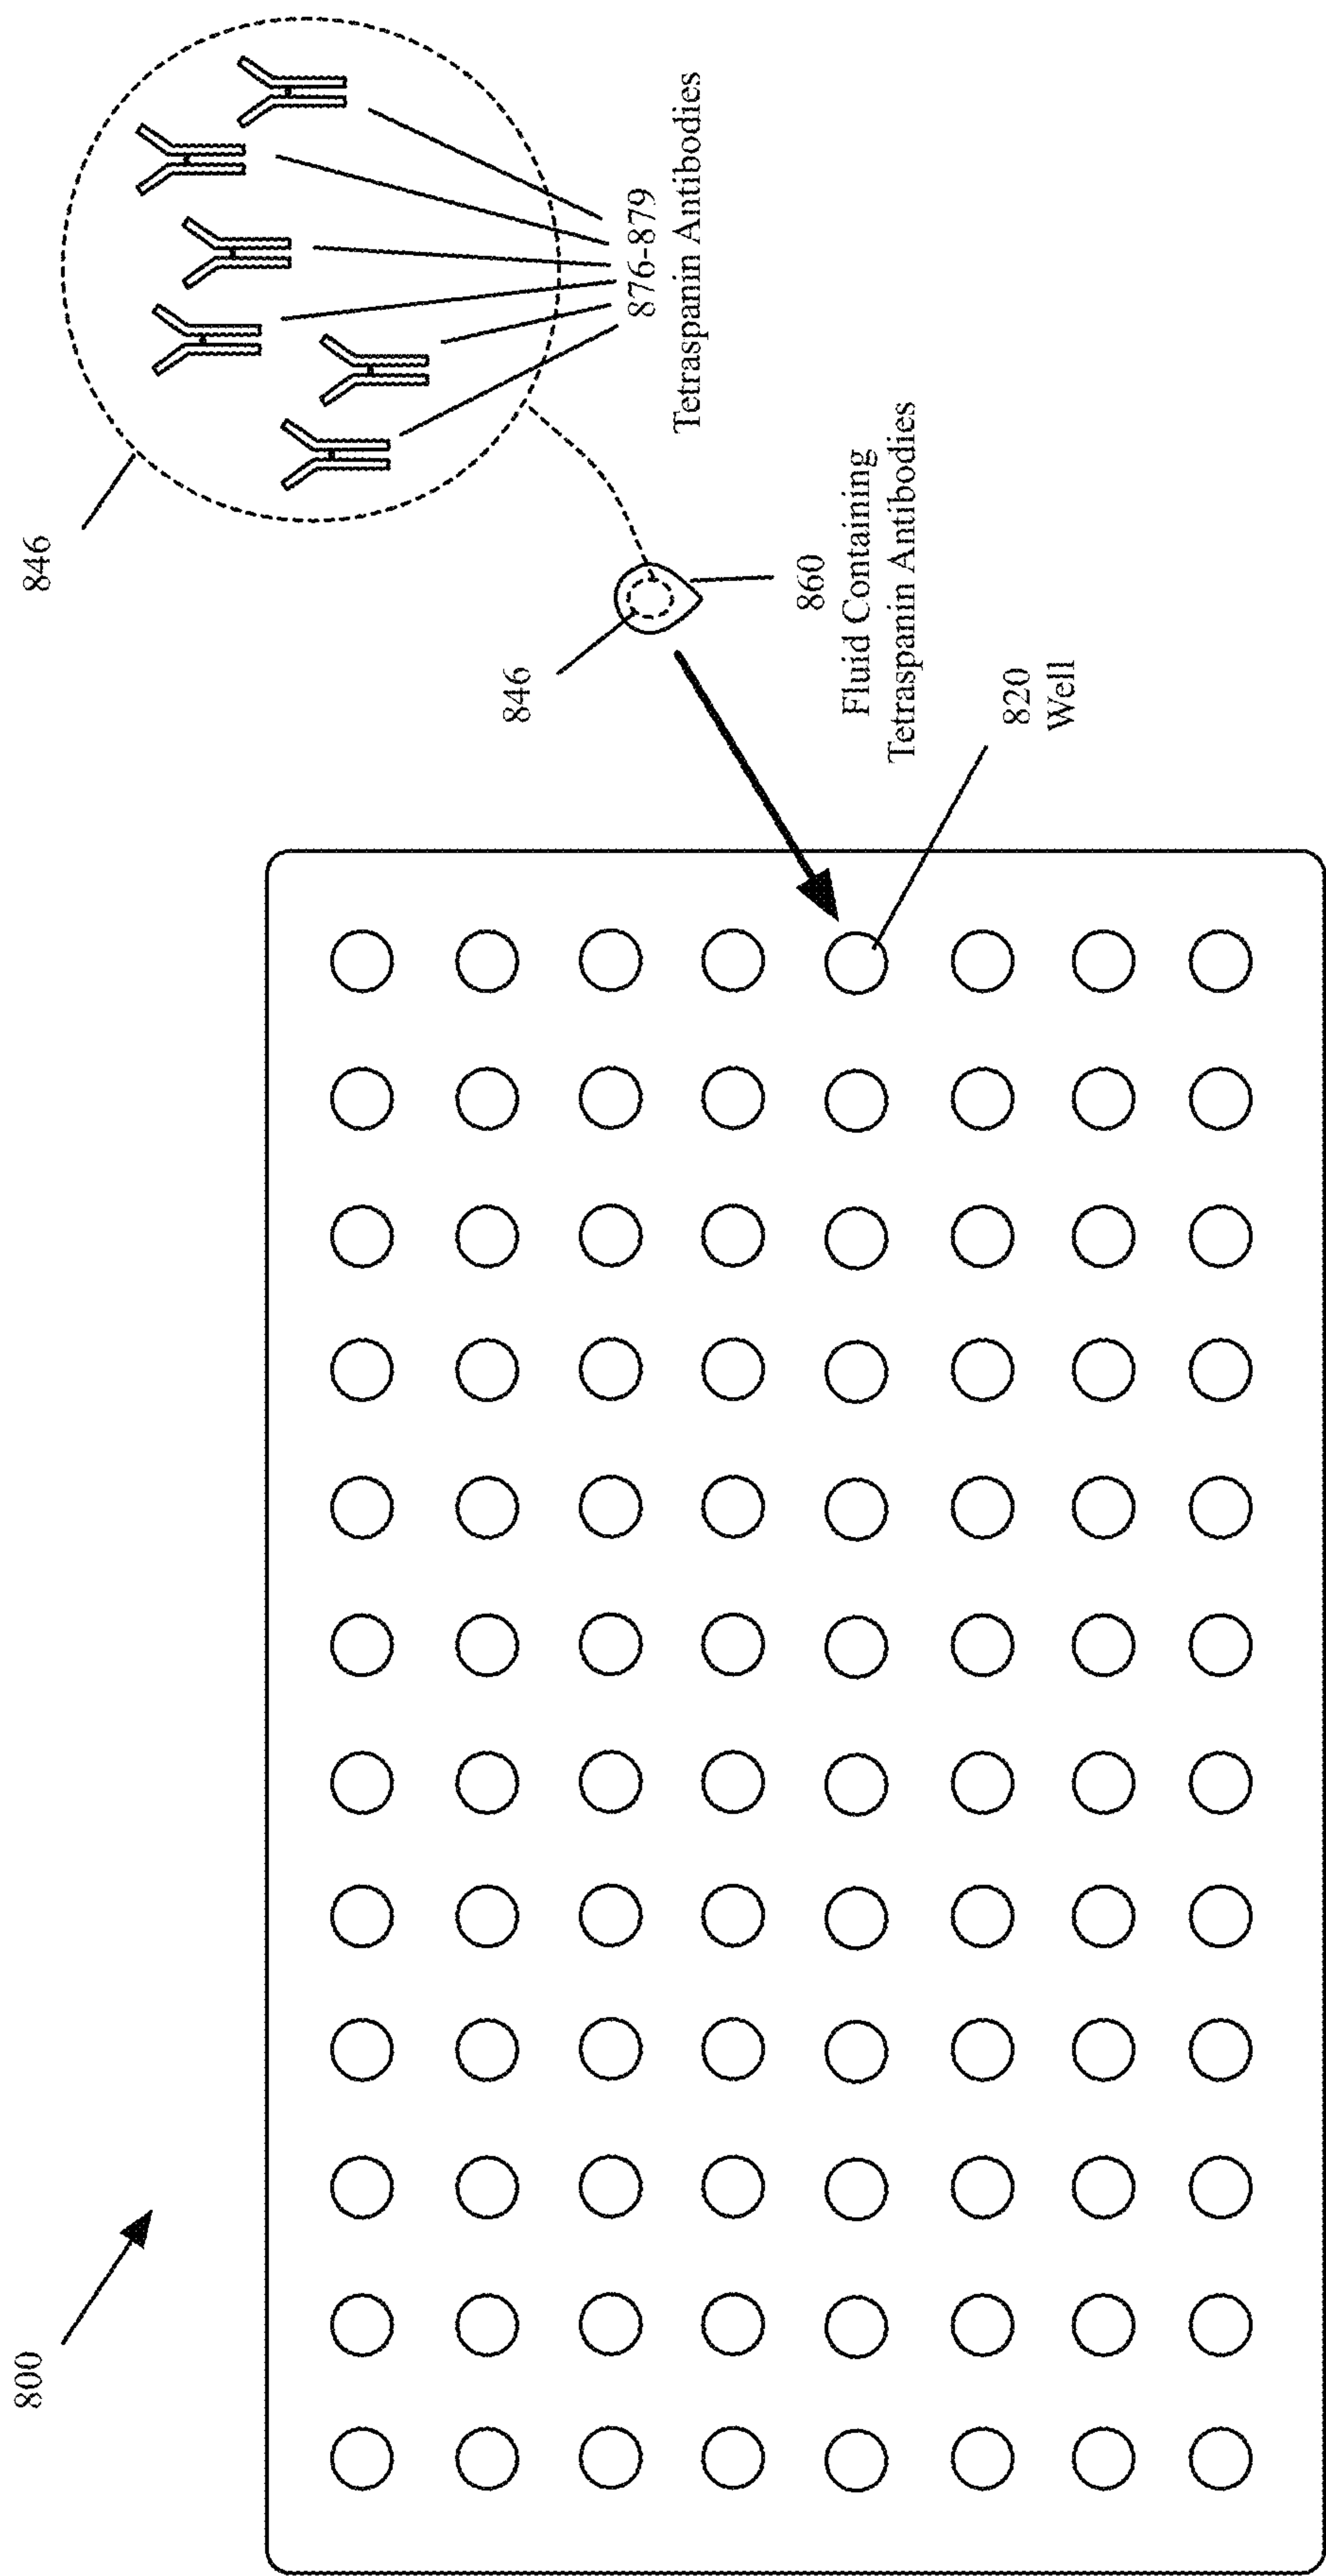 800
846
876-879
Tetraspanin Antibodies
846
860
Fluid Containing
Tetraspanin Antibodies
820
Well